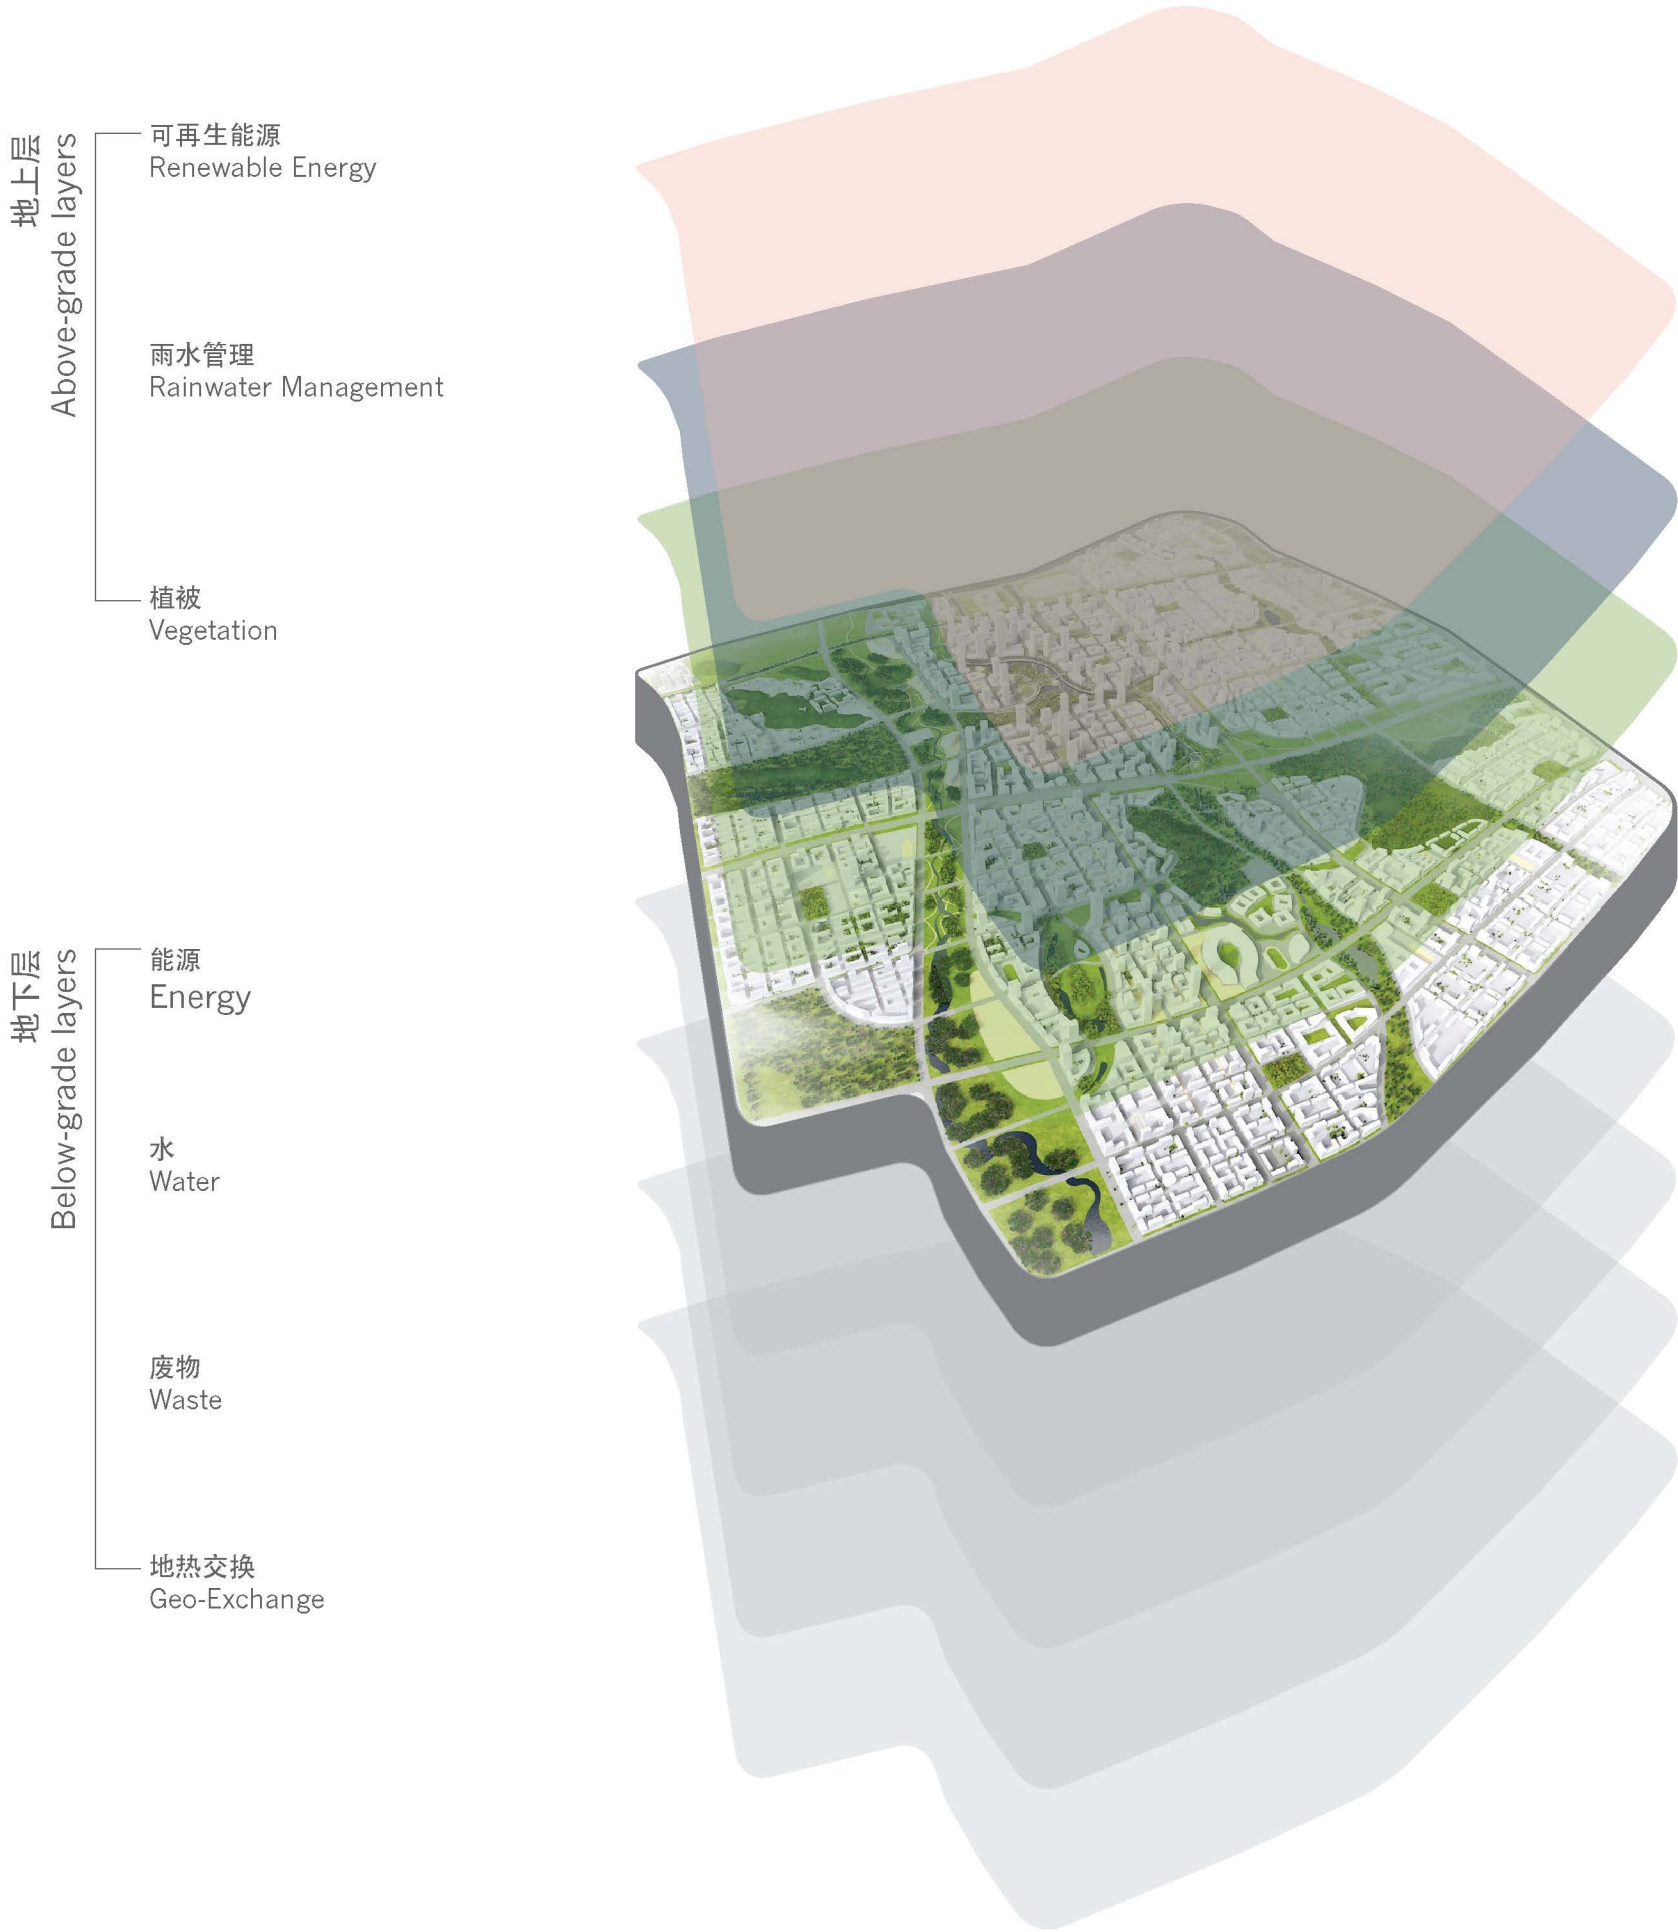 地上层
Above-grade layers
可再生能源
Renewable Energy
雨水管理
Rainwater Management
植被
Vegetation
地下层
Below-grade layers
能源
Energy
水
Water
废物
Waste
地热交换
Geo-Exchange